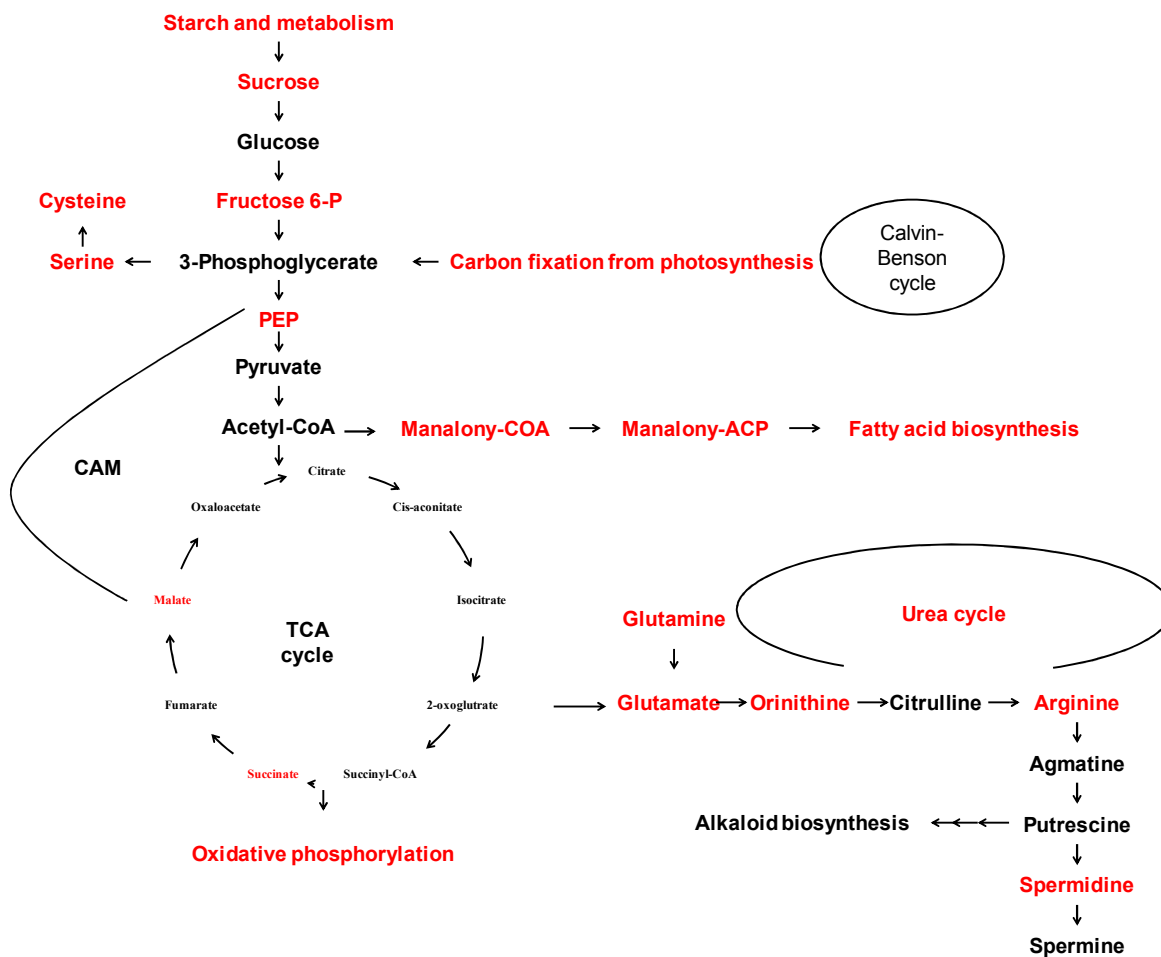 Starch and metabolism
Sucrose
Glucose
Cysteine
Fructose 6-P
Serine
3-Phosphoglycerate
Carbon fixation from photosynthesis
Calvin-
Benson
cycle
PEP
Pyruvate
Acetyl-CoA
Manalony-COA
Manalony-ACP
Fatty acid biosynthesis
CAM
Citrate
Oxaloacetate
Cis-aconitate
Malate
Isocitrate
TCA
cycle
Glutamine
Urea cycle
Fumarate
2-oxoglutrate
Glutamate
Orinithine
Citrulline
Arginine
Succinate
Succinyl-CoA
Agmatine
Oxidative phosphorylation
Alkaloid biosynthesis
Putrescine
Spermidine
Spermine